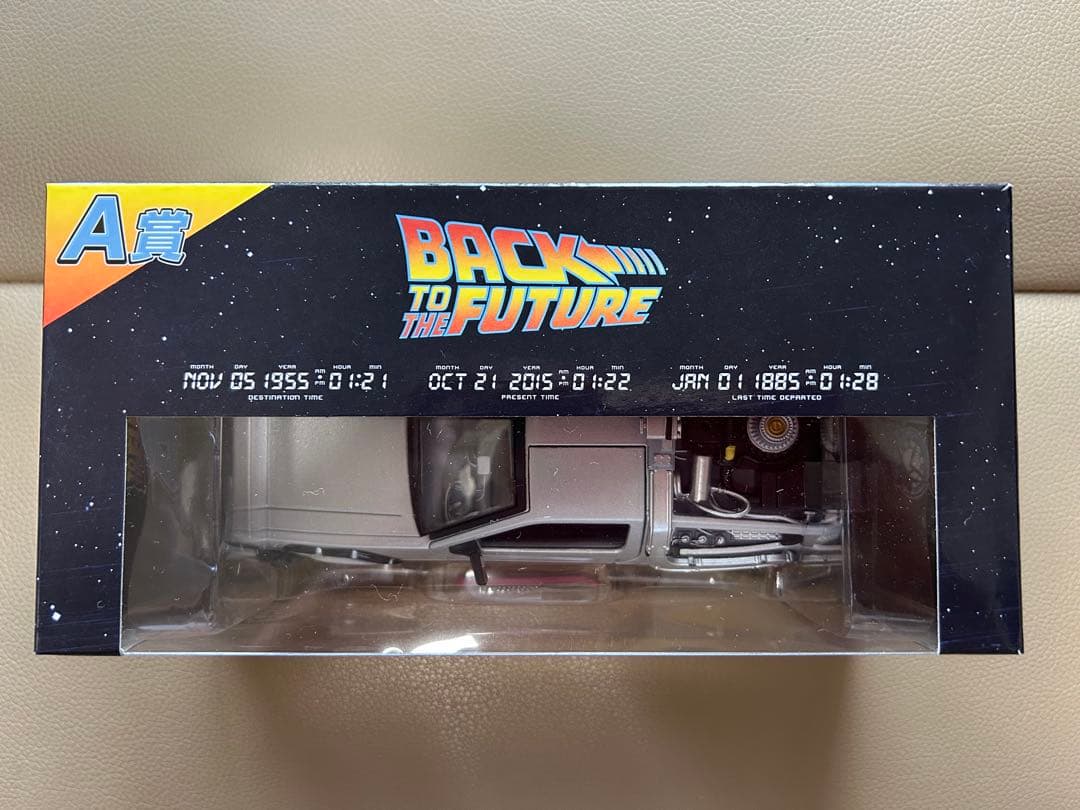 A賞
BACK
TO THE FUTURE
MONTH DAY YEAR AM PM HOUR MIN
NOV 05 1955 01:21
DESTINATION TIME
MONTH DAY YEAR AM PM HOUR MIN
OCT 21 2015 01:22
PRESENT TIME
MONTH DAY YEAR AM PM HOUR MIN
JAN 01 1885 01:28
LAST TIME DEPARTED